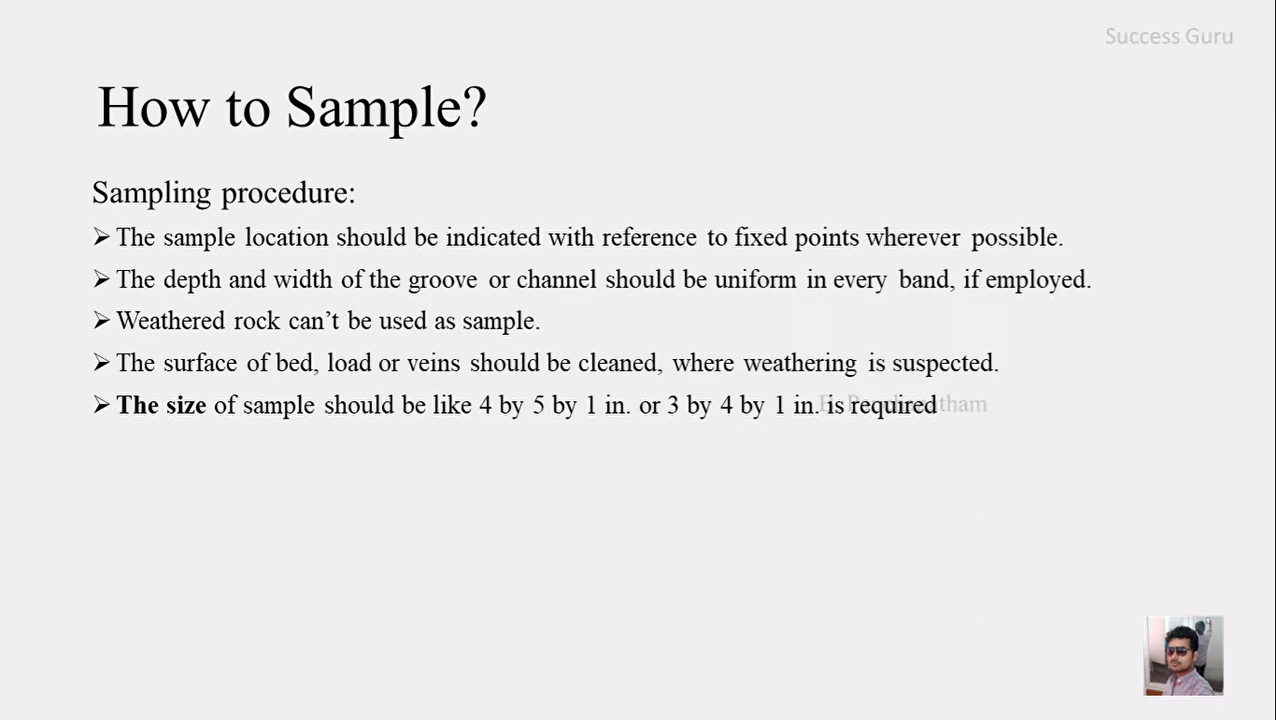 Success Guru
How to Sample?
Sampling procedure:
➢ The sample location should be indicated with reference to fixed points wherever possible.
➢ The depth and width of the groove or channel should be uniform in every band, if employed.
➢ Weathered rock can’t be used as sample.
➢ The surface of bed, load or veins should be cleaned, where weathering is suspected.
➢ The size of sample should be like 4 by 5 by 1 in. or 3 by 4 by 1 in. is required